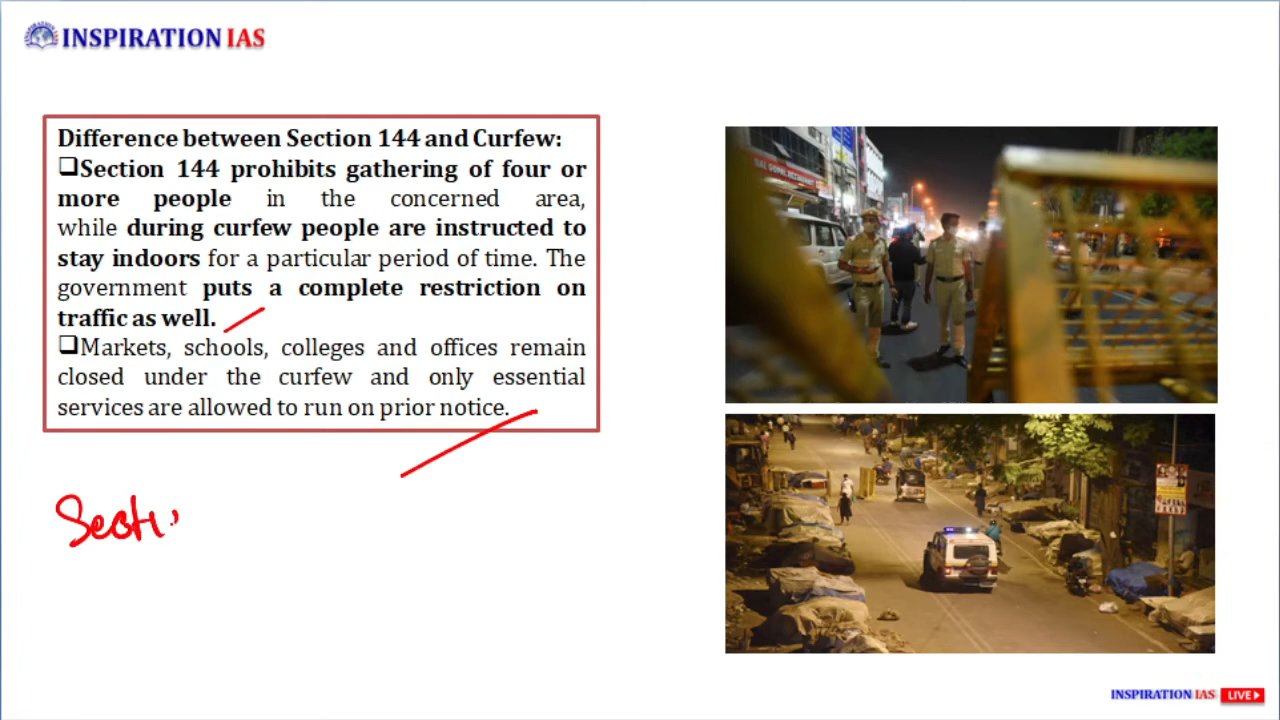 INSPIRATION IAS
Difference between Section 144 and Curfew:
❑Section 144 prohibits gathering of four or
more people in the concerned area,
while during curfew people are instructed to
stay indoors for a particular period of time. The
government puts a complete restriction on
traffic as well.
❑Markets, schools, colleges and offices remain
closed under the curfew and only essential
services are allowed to run on prior notice.
Secti
INSPIRATION IAS LIVE